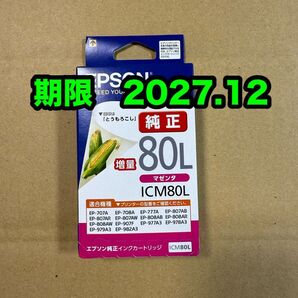 EPSON
期限 2027.12
目印は
「とうもろこし」
純正
増量 80L
マゼンタ
ICM80L
適合機種
▼プリンターの型番をご確認ください。
EP-707A EP-708A EP-777A EP-807AB
EP-807AR EP-807AW EP-808AB EP-808AR
EP-808AW EP-907F EP-977A3 EP-978A3
EP-979A3 EP-982A3
エプソン純正インクカートリッジ ICM80L